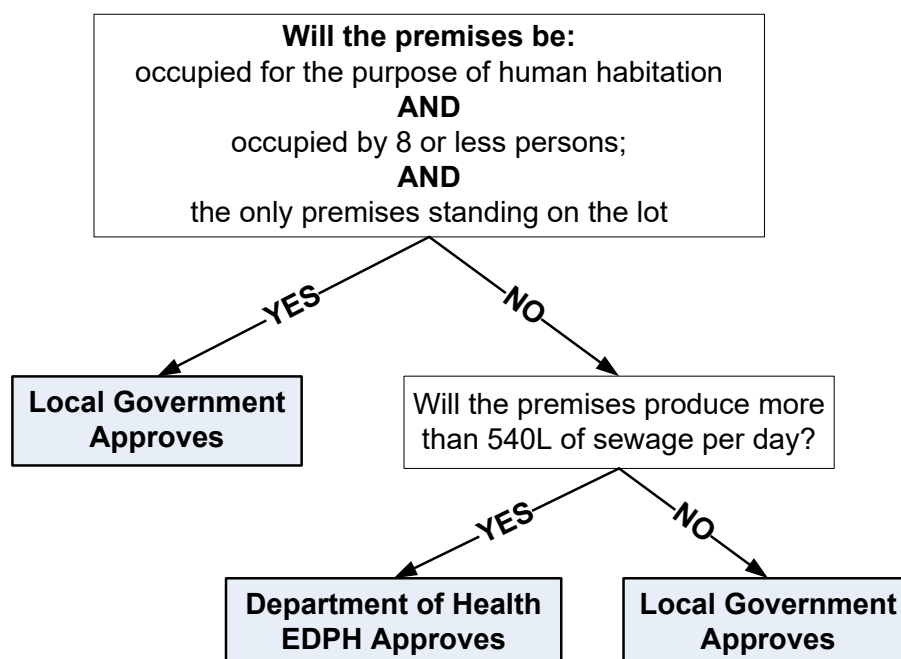 Will the premises be:
occupied for the purpose of human habitation
AND
occupied by 8 or less persons;
AND
the only premises standing on the lot
YES
NO
Local Government
Approves
Will the premises produce more
than 540L of sewage per day?
YES
NO
Department of Health
EDPH Approves
Local Government
Approves